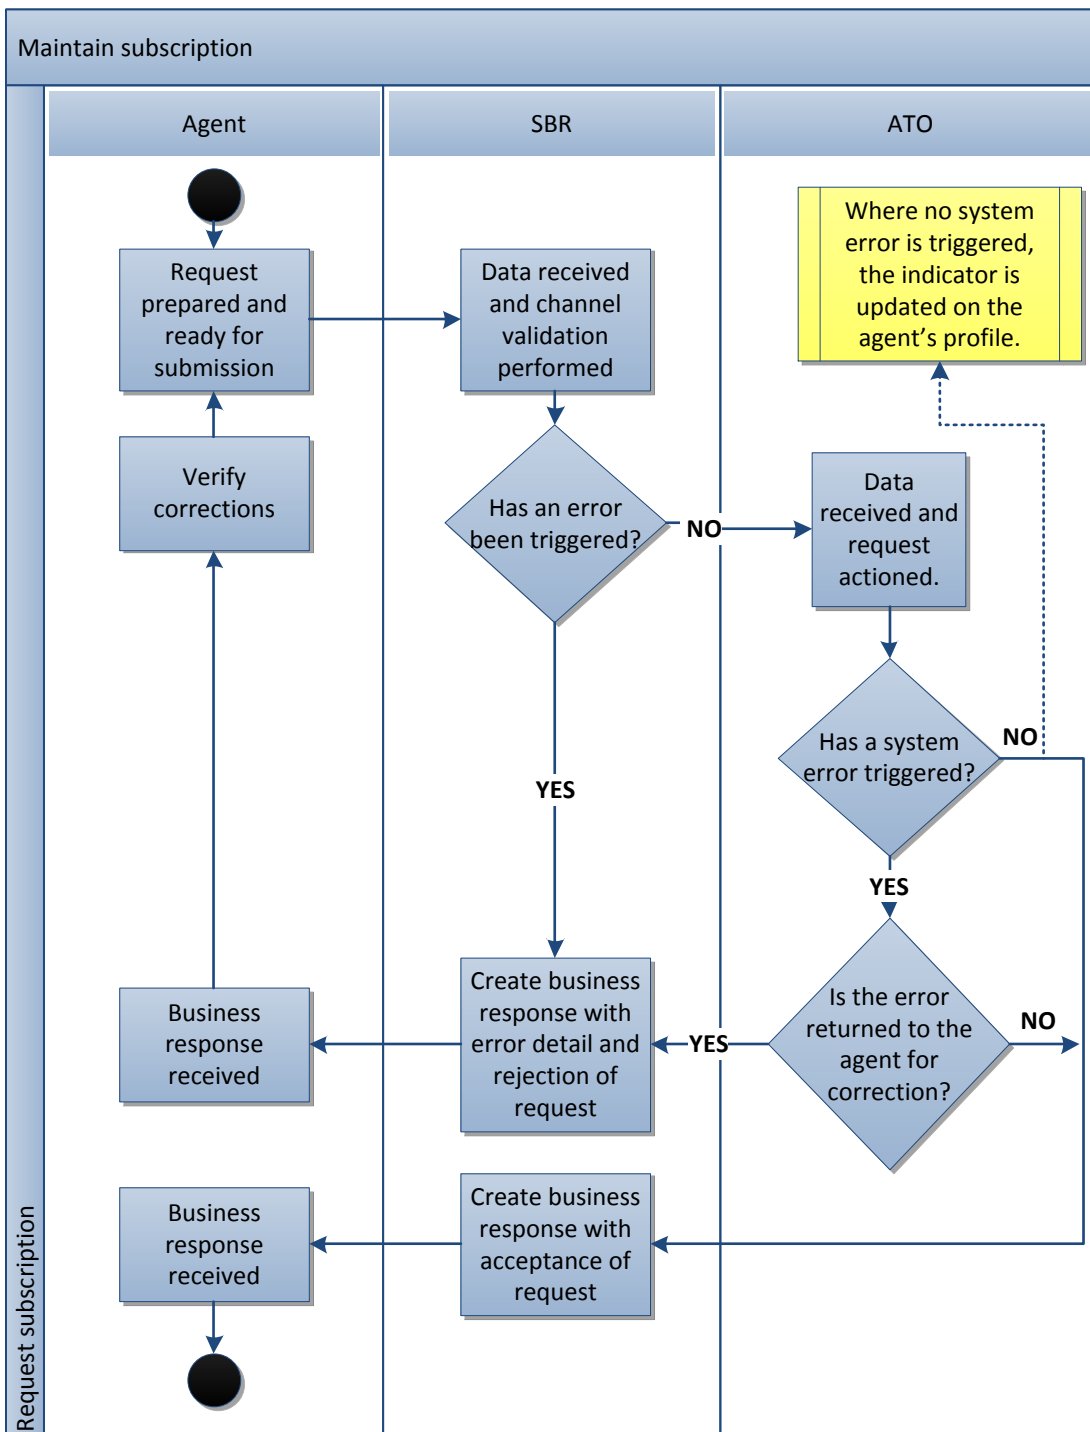 Maintain subscription
Agent
SBR
ATO
Request
prepared and
ready for
submission
Data received
and channel
validation
performed
Where no system
error is triggered,
the indicator is
updated on the
agent’s profile.
Verify
corrections
Has an error
been triggered?
NO
Data
received and
request
actioned.
YES
Has a system
error triggered?
NO
YES
Business
response
received
Create business
response with
error detail and
rejection of
request
YES
Is the error
returned to the
agent for
correction?
NO
Business
response
received
Create business
response with
acceptance of
request
Request subscription